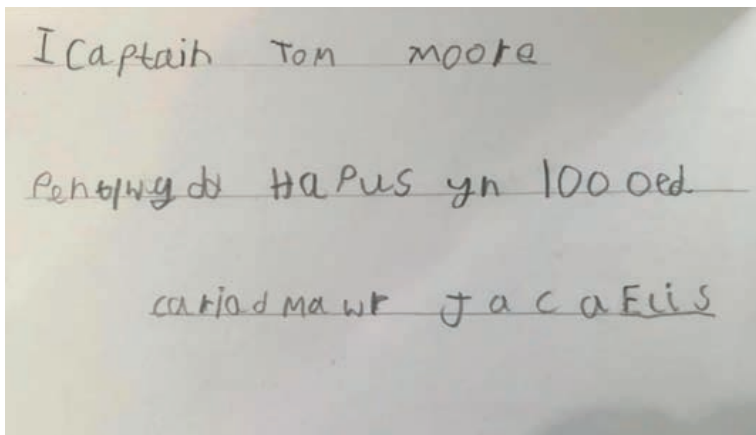 I Captain Tom moore
Penblwydd HaPus yn 100 oed
cariad mawr Jac a Elis